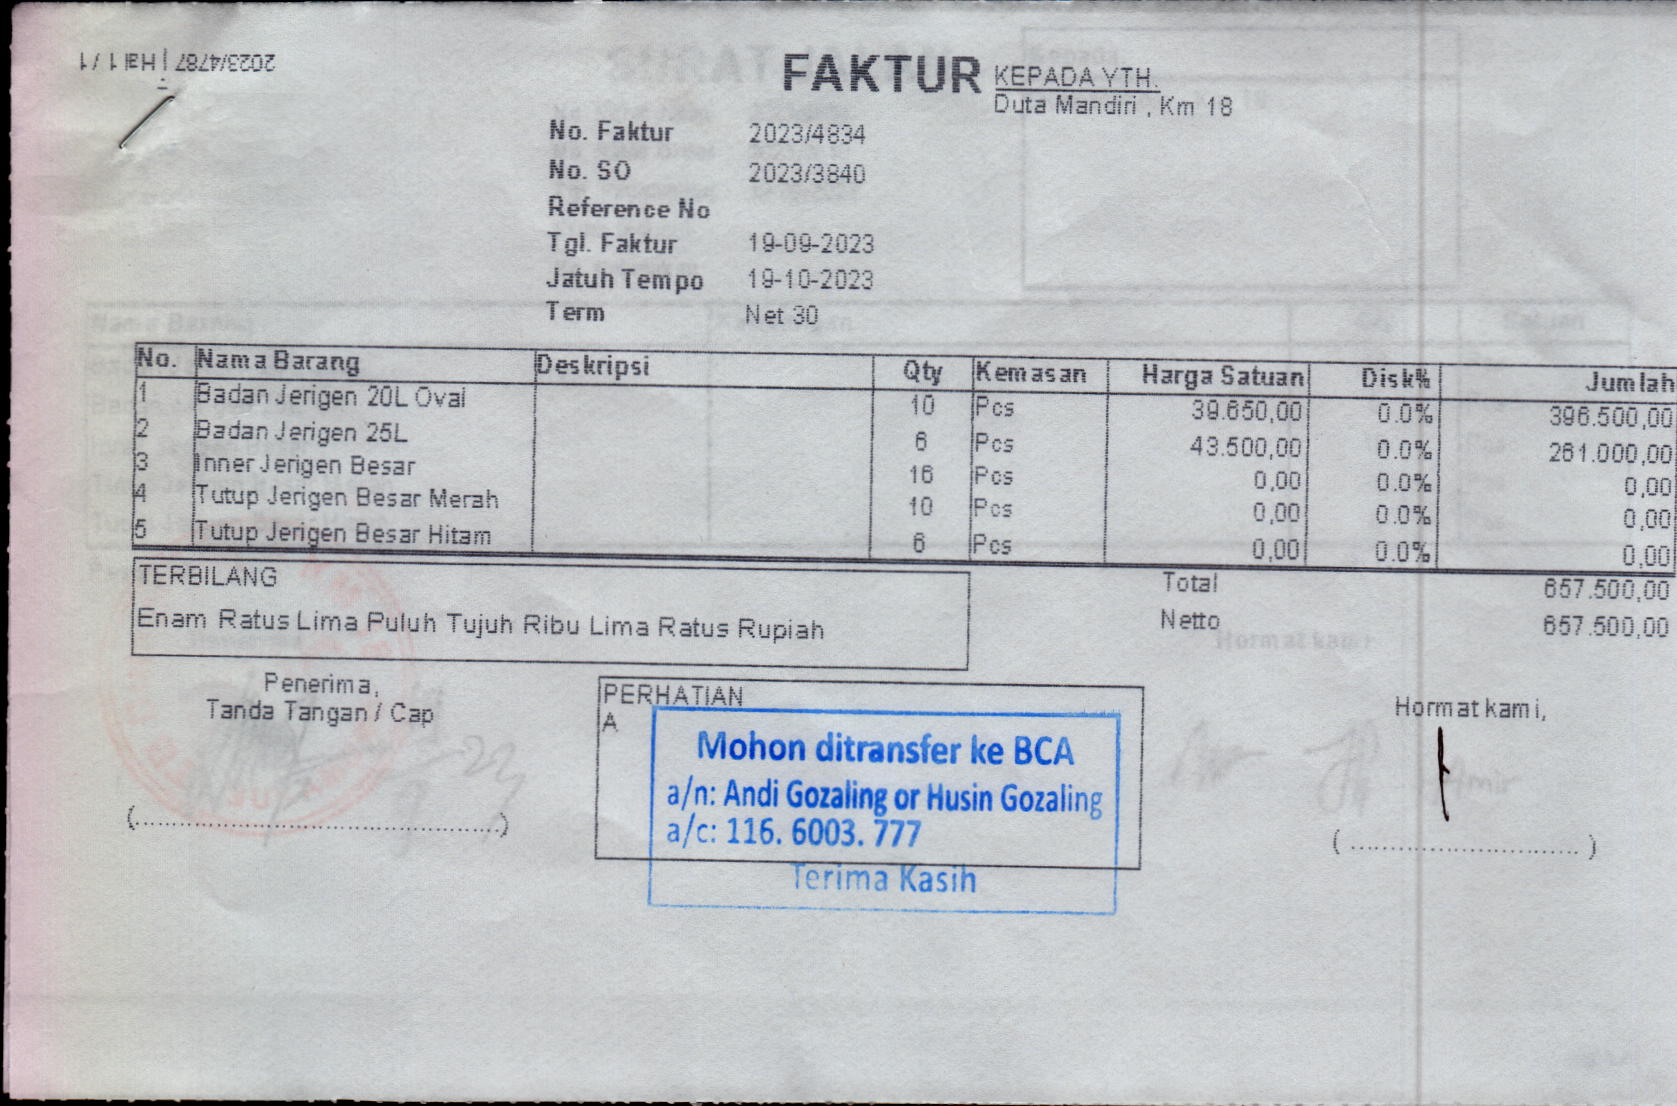 2023/4787 | Hal 1 / 1
FAKTUR
KEPADA YTH.
Duta Mandiri , Km 18
No. Faktur 2023/4834
No. SO 2023/3840
Reference No
Tgl. Faktur 19-09-2023
Jatuh Tempo 19-10-2023
Term Net 30
No. Nama Barang Deskripsi Qty Kemasan Harga Satuan Disk% Jumlah
1 Badan Jerigen 20L Oval 10 Pcs 39.650,00 0.0% 396.500,00
2 Badan Jerigen 25L 6 Pcs 43.500,00 0.0% 261.000,00
3 Inner Jerigen Besar 16 Pcs 0,00 0.0% 0,00
4 Tutup Jerigen Besar Merah 10 Pcs 0,00 0.0% 0,00
5 Tutup Jerigen Besar Hitam 6 Pcs 0,00 0.0% 0,00
TERBILANG
Enam Ratus Lima Puluh Tujuh Ribu Lima Ratus Rupiah
Total 657.500,00
Netto 657.500,00
Penerima,
Tanda Tangan / Cap
(........................................)
PERHATIAN
A
Mohon ditransfer ke BCA
a/n: Andi Gozaling or Husin Gozaling
a/c: 116. 6003. 777
Terima Kasih
Hormat kami,
Amir
(............................)